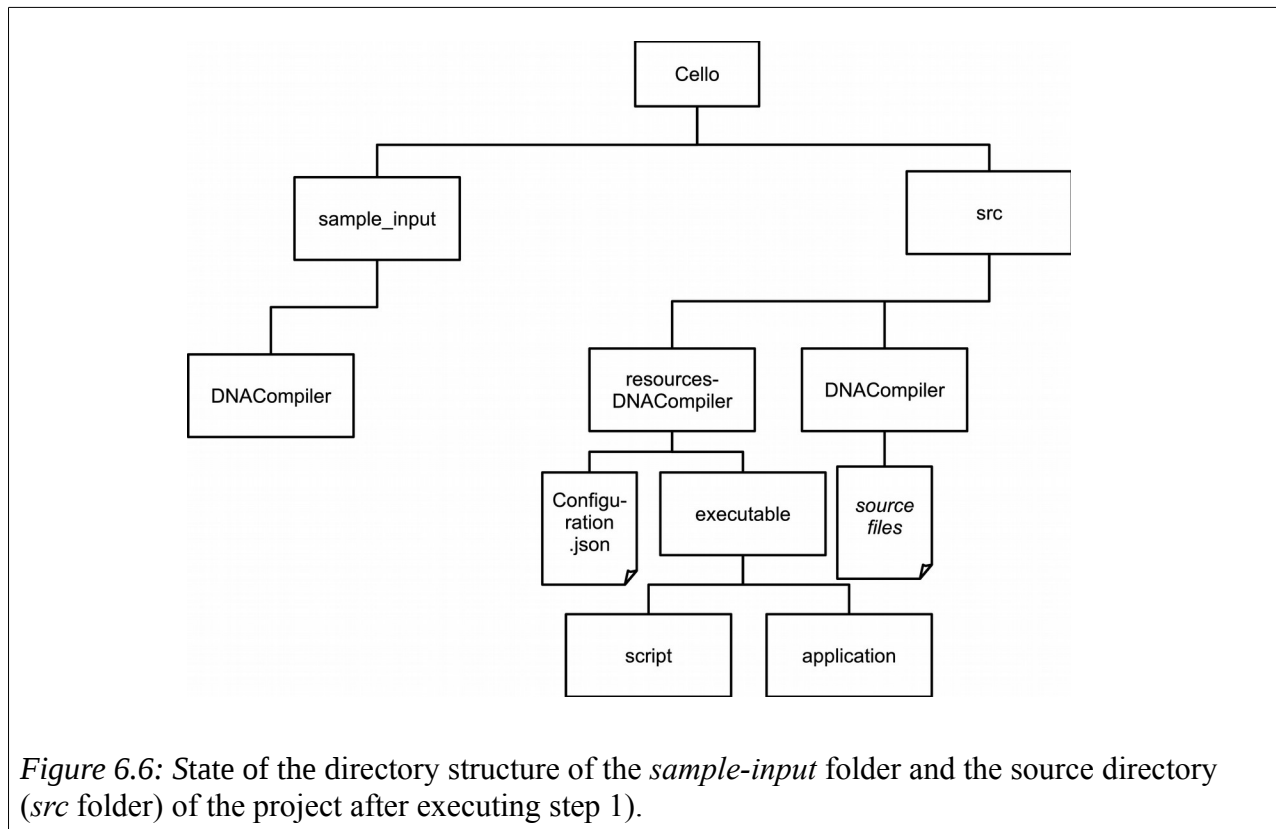 Cello
sample_input
src
DNACompiler
resources-
DNACompiler
DNACompiler
Configu-
ration
.json
executable
source
files
script
application
Figure 6.6: State of the directory structure of the sample-input folder and the source directory
(src folder) of the project after executing step 1).